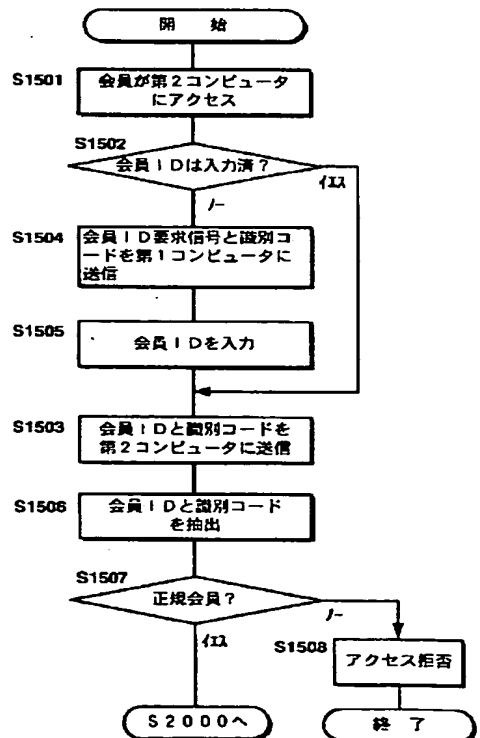 開 始
S1501
会員が第2コンピュータ
にアクセス
S1502
会員IDは入力済?
イエス
ノー
S1504
会員ID要求信号と識別コ
ードを第1コンピュータに
送信
S1505
会員IDを入力
S1503
会員IDと識別コードを
第2コンピュータに送信
S1506
会員IDと識別コード
を抽出
S1507
正規会員?
ノー
イエス
S1508
アクセス拒否
S2000へ
終 了